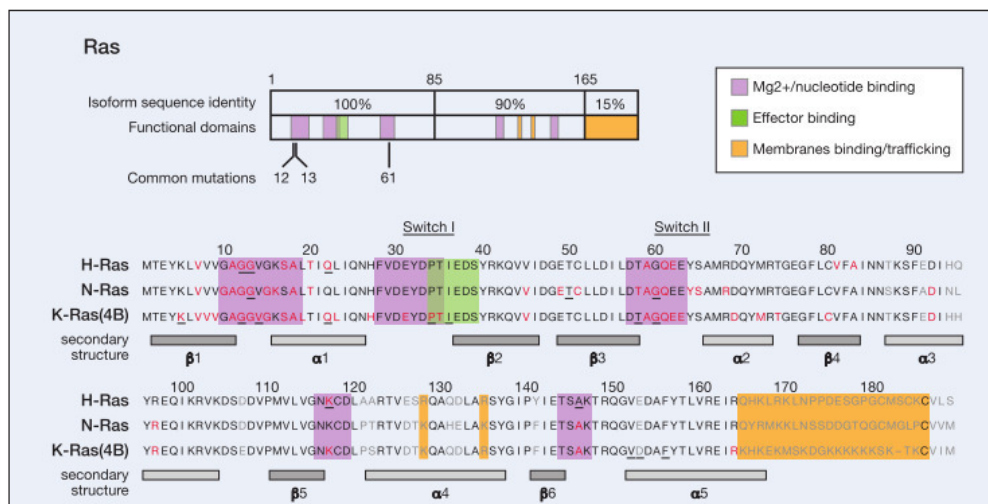 Ras
1 85 165
Isoform sequence identity 100% 90% 15%
Functional domains
Common mutations 12 13 61
Mg2+/nucleotide binding
Effector binding
Membranes binding/trafficking
Switch I Switch II
10 20 30 40 50 60 70 80 90
H-Ras MTEYKLVVVGAGGVGKSALTIQLIQNHFVDEYDPTIEDSYRKQVVIDGETCLLDILDTAGQEEYSAMRDQYMRTGEGFLCVFAINNTKSFEDIHQ
N-Ras MTEYKLVVVGAGGVGKSALTIQLIQNHFVDEYDPTIEDSYRKQVVIDGETCLLDILDTAGQEEYSAMRDQYMRTGEGFLCVFAINNSKSFADINL
K-Ras(4B) MTEYKLVVVGAGGVGKSALTIQLIQNHFVDEYDPTIEDSYRKQVVIDGETCLLDILDTAGQEEYSAMRDQYMRTGEGFLCVFAINNTKSFEDIHH
secondary
structure
β1 α1 β2 β3 α2 β4 α3
100 110 120 130 140 150 160 170 180
H-Ras YREQIKRVKDSDDVPMVLVGNKCDLAARTVESRQAQDLARSYGIPYIETSAKTRQGVEDAFYTLVREIRQHKLRKLNPPDESGPGCMSCKCVLS
N-Ras YREQIKRVKDSDDVPMVLVGNKCDLPTRTVDTKQAHELAKSYGIPFIETSAKTRQGVEDAFYTLVREIRQYRMKKLNSSDDGTQGCMGLPCVVM
K-Ras(4B) YREQIKRVKDSEDVPMVLVGNKCDLPSRTVDTKQAQDLARSYGIPFIETSAKTRQGVEDAFYTLVREIRKHKEKMSKDGKKKKKKSK-TKCVIM
secondary
structure
β5 α4 β6 α5